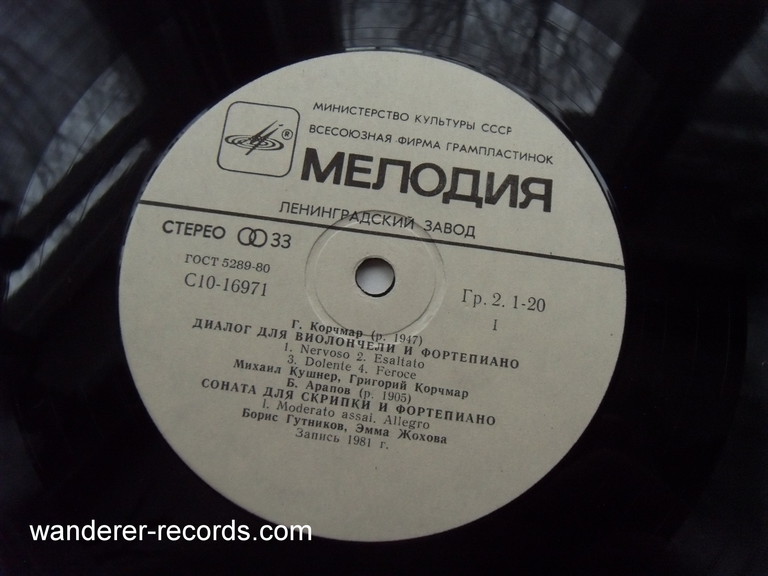 МИНИСТЕРСТВО КУЛЬТУРЫ СССР
ВСЕСОЮЗНАЯ ФИРМА ГРАМПЛАСТИНОК
®
МЕЛОДИЯ
ЛЕНИНГРАДСКИЙ ЗАВОД
СТЕРЕО 33
ГОСТ 5289-80
С10-16971
Гр. 2. 1-20
I
Г. Корчмар (р. 1947)
ДИАЛОГ ДЛЯ ВИОЛОНЧЕЛИ И ФОРТЕПИАНО
1. Nervoso 2. Esaltato
3. Dolente 4. Feroce
Михаил Кушнер, Григорий Корчмар
Б. Арапов (р. 1905)
СОНАТА ДЛЯ СКРИПКИ И ФОРТЕПИАНО
1. Moderato assai. Allegro
Борис Гутников, Эмма Жохова
Запись 1981 г.
wanderer-records.com